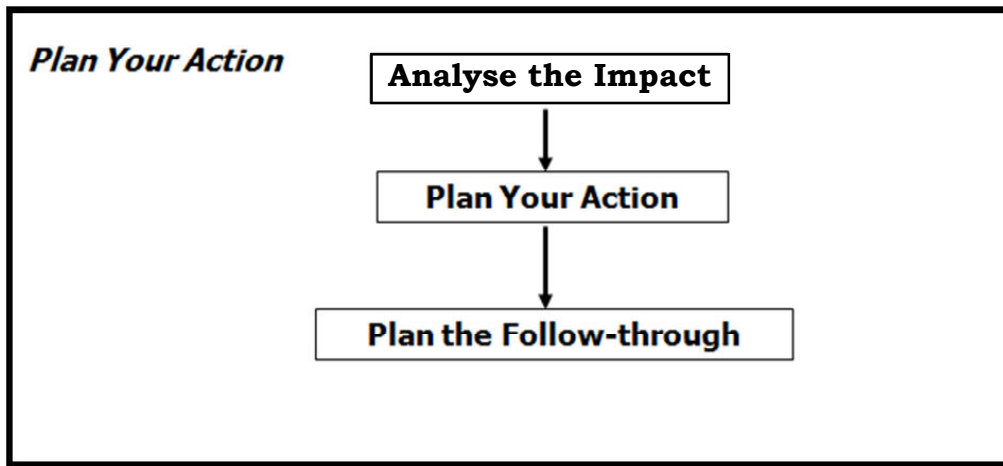 Plan Your Action
Analyse the Impact
Plan Your Action
Plan the Follow-through